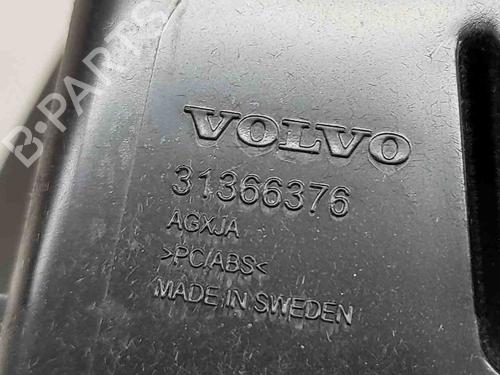 B-PARTS
VOLVO
31366376
AGXJA
>PC/ABS<
MADE IN SWEDEN